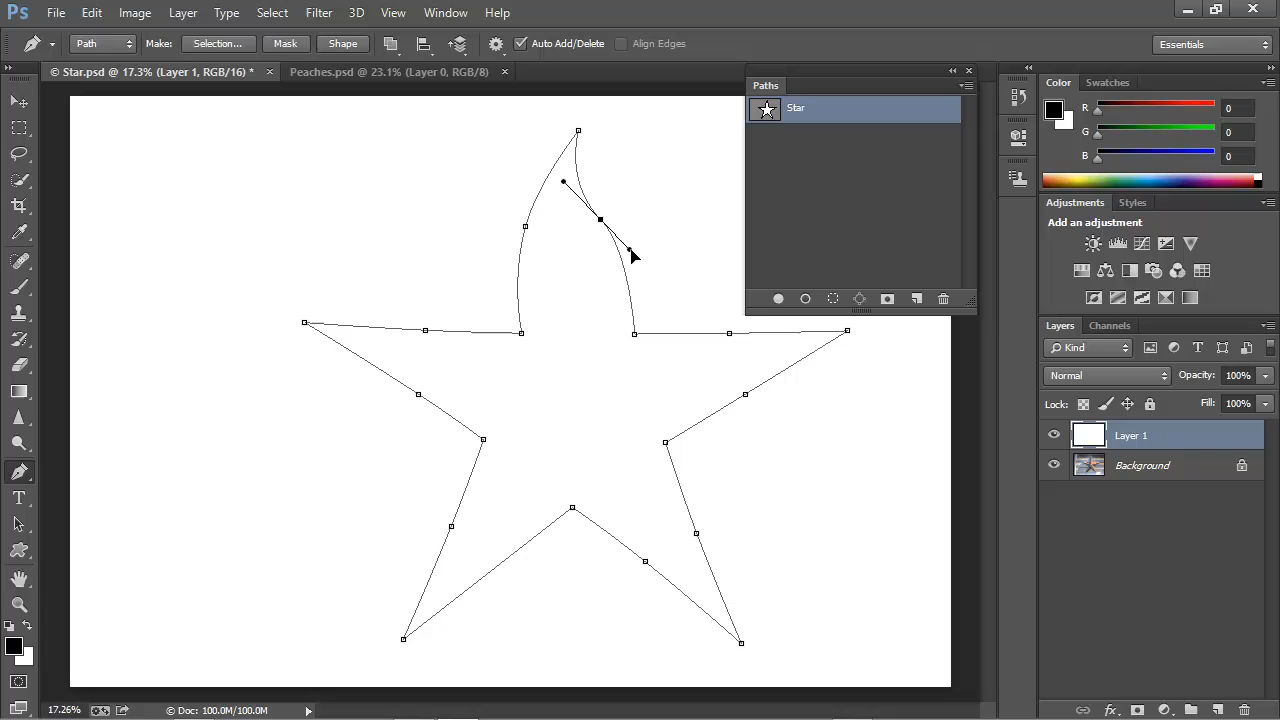 Ps File Edit Image Layer Type Select Filter 3D View Window Help
Path Make: Selection... Mask Shape Auto Add/Delete Align Edges Essentials
© Star.psd @ 17.3% (Layer 1, RGB/16) * × Peaches.psd @ 23.1% (Layer 0, RGB/8) ×
Paths
Star
Color Swatches
R 0
G 0
B 0
Adjustments Styles
Add an adjustment
Layers Channels
Kind
Normal Opacity: 100%
Lock: Fill: 100%
Layer 1
Background
T
17.26% © Doc: 100.0M/100.0M